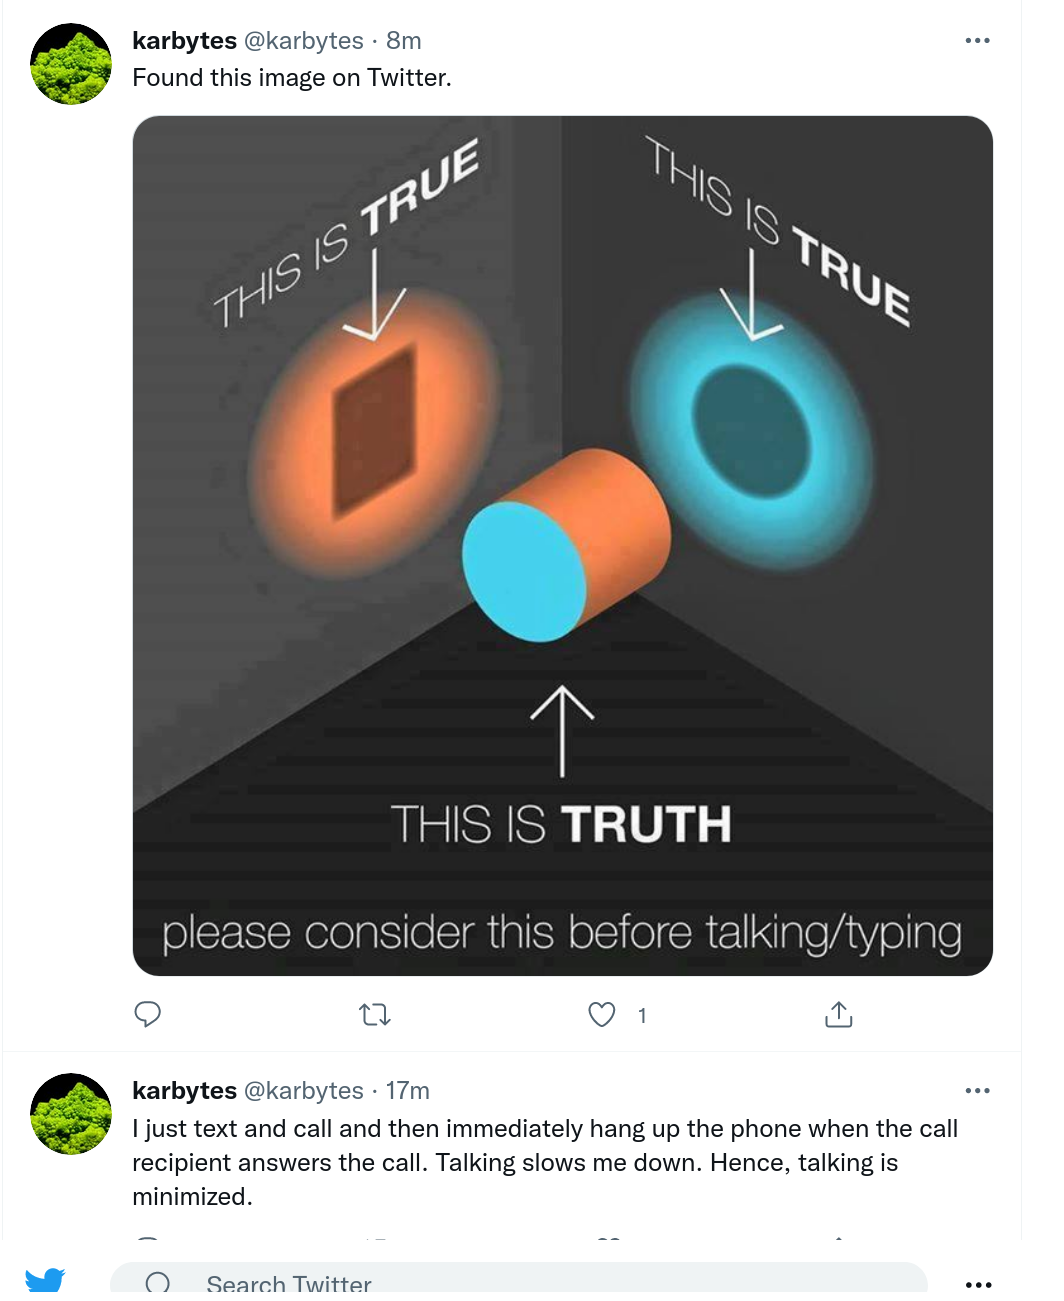 karbytes @karbytes · 8m
Found this image on Twitter.
THIS IS TRUE
THIS IS TRUE
THIS IS TRUTH
please consider this before talking/typing
1
karbytes @karbytes · 17m
I just text and call and then immediately hang up the phone when the call
recipient answers the call. Talking slows me down. Hence, talking is
minimized.
Search Twitter